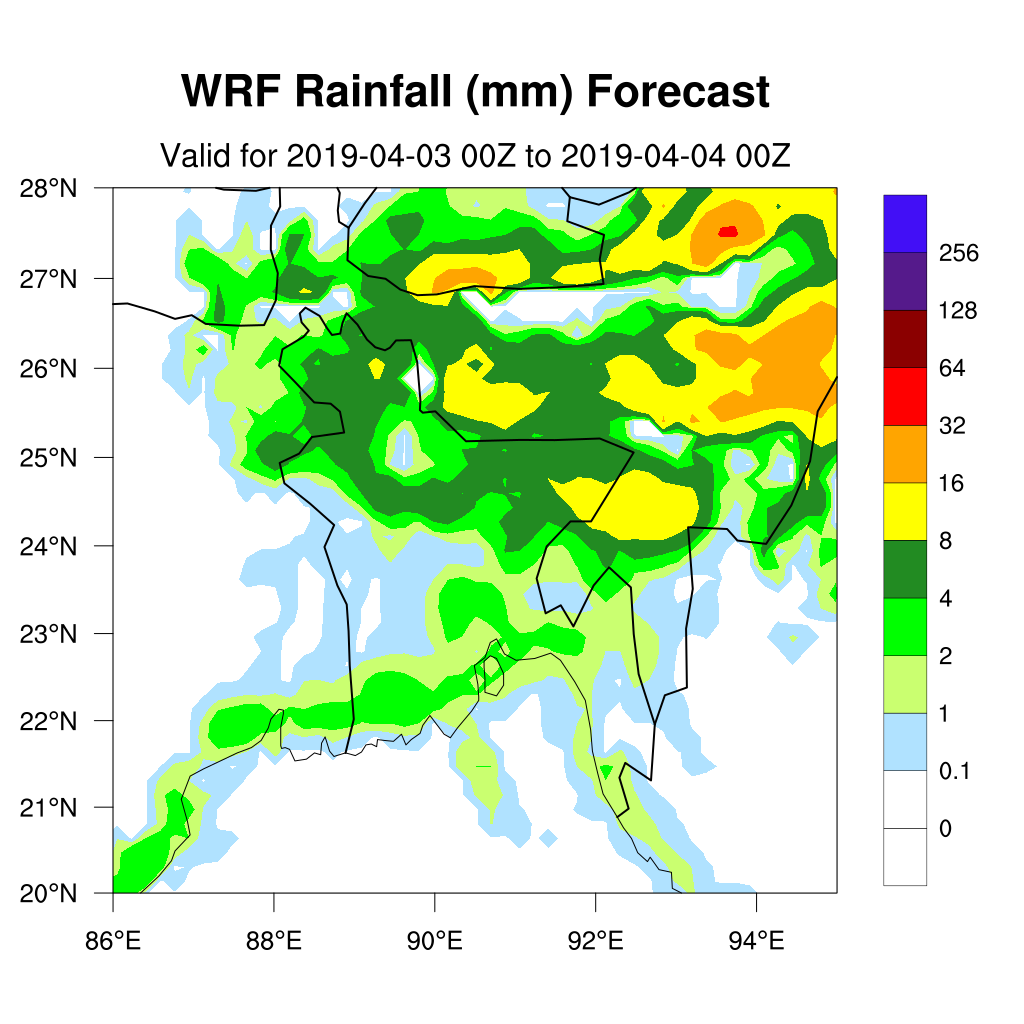 WRF Rainfall (mm) Forecast
Valid for 2019-04-03 00Z to 2019-04-04 00Z
28°N
27°N
26°N
25°N
24°N
23°N
22°N
21°N
20°N
86°E 88°E 90°E 92°E 94°E
256
128
64
32
16
8
4
2
1
0.1
0